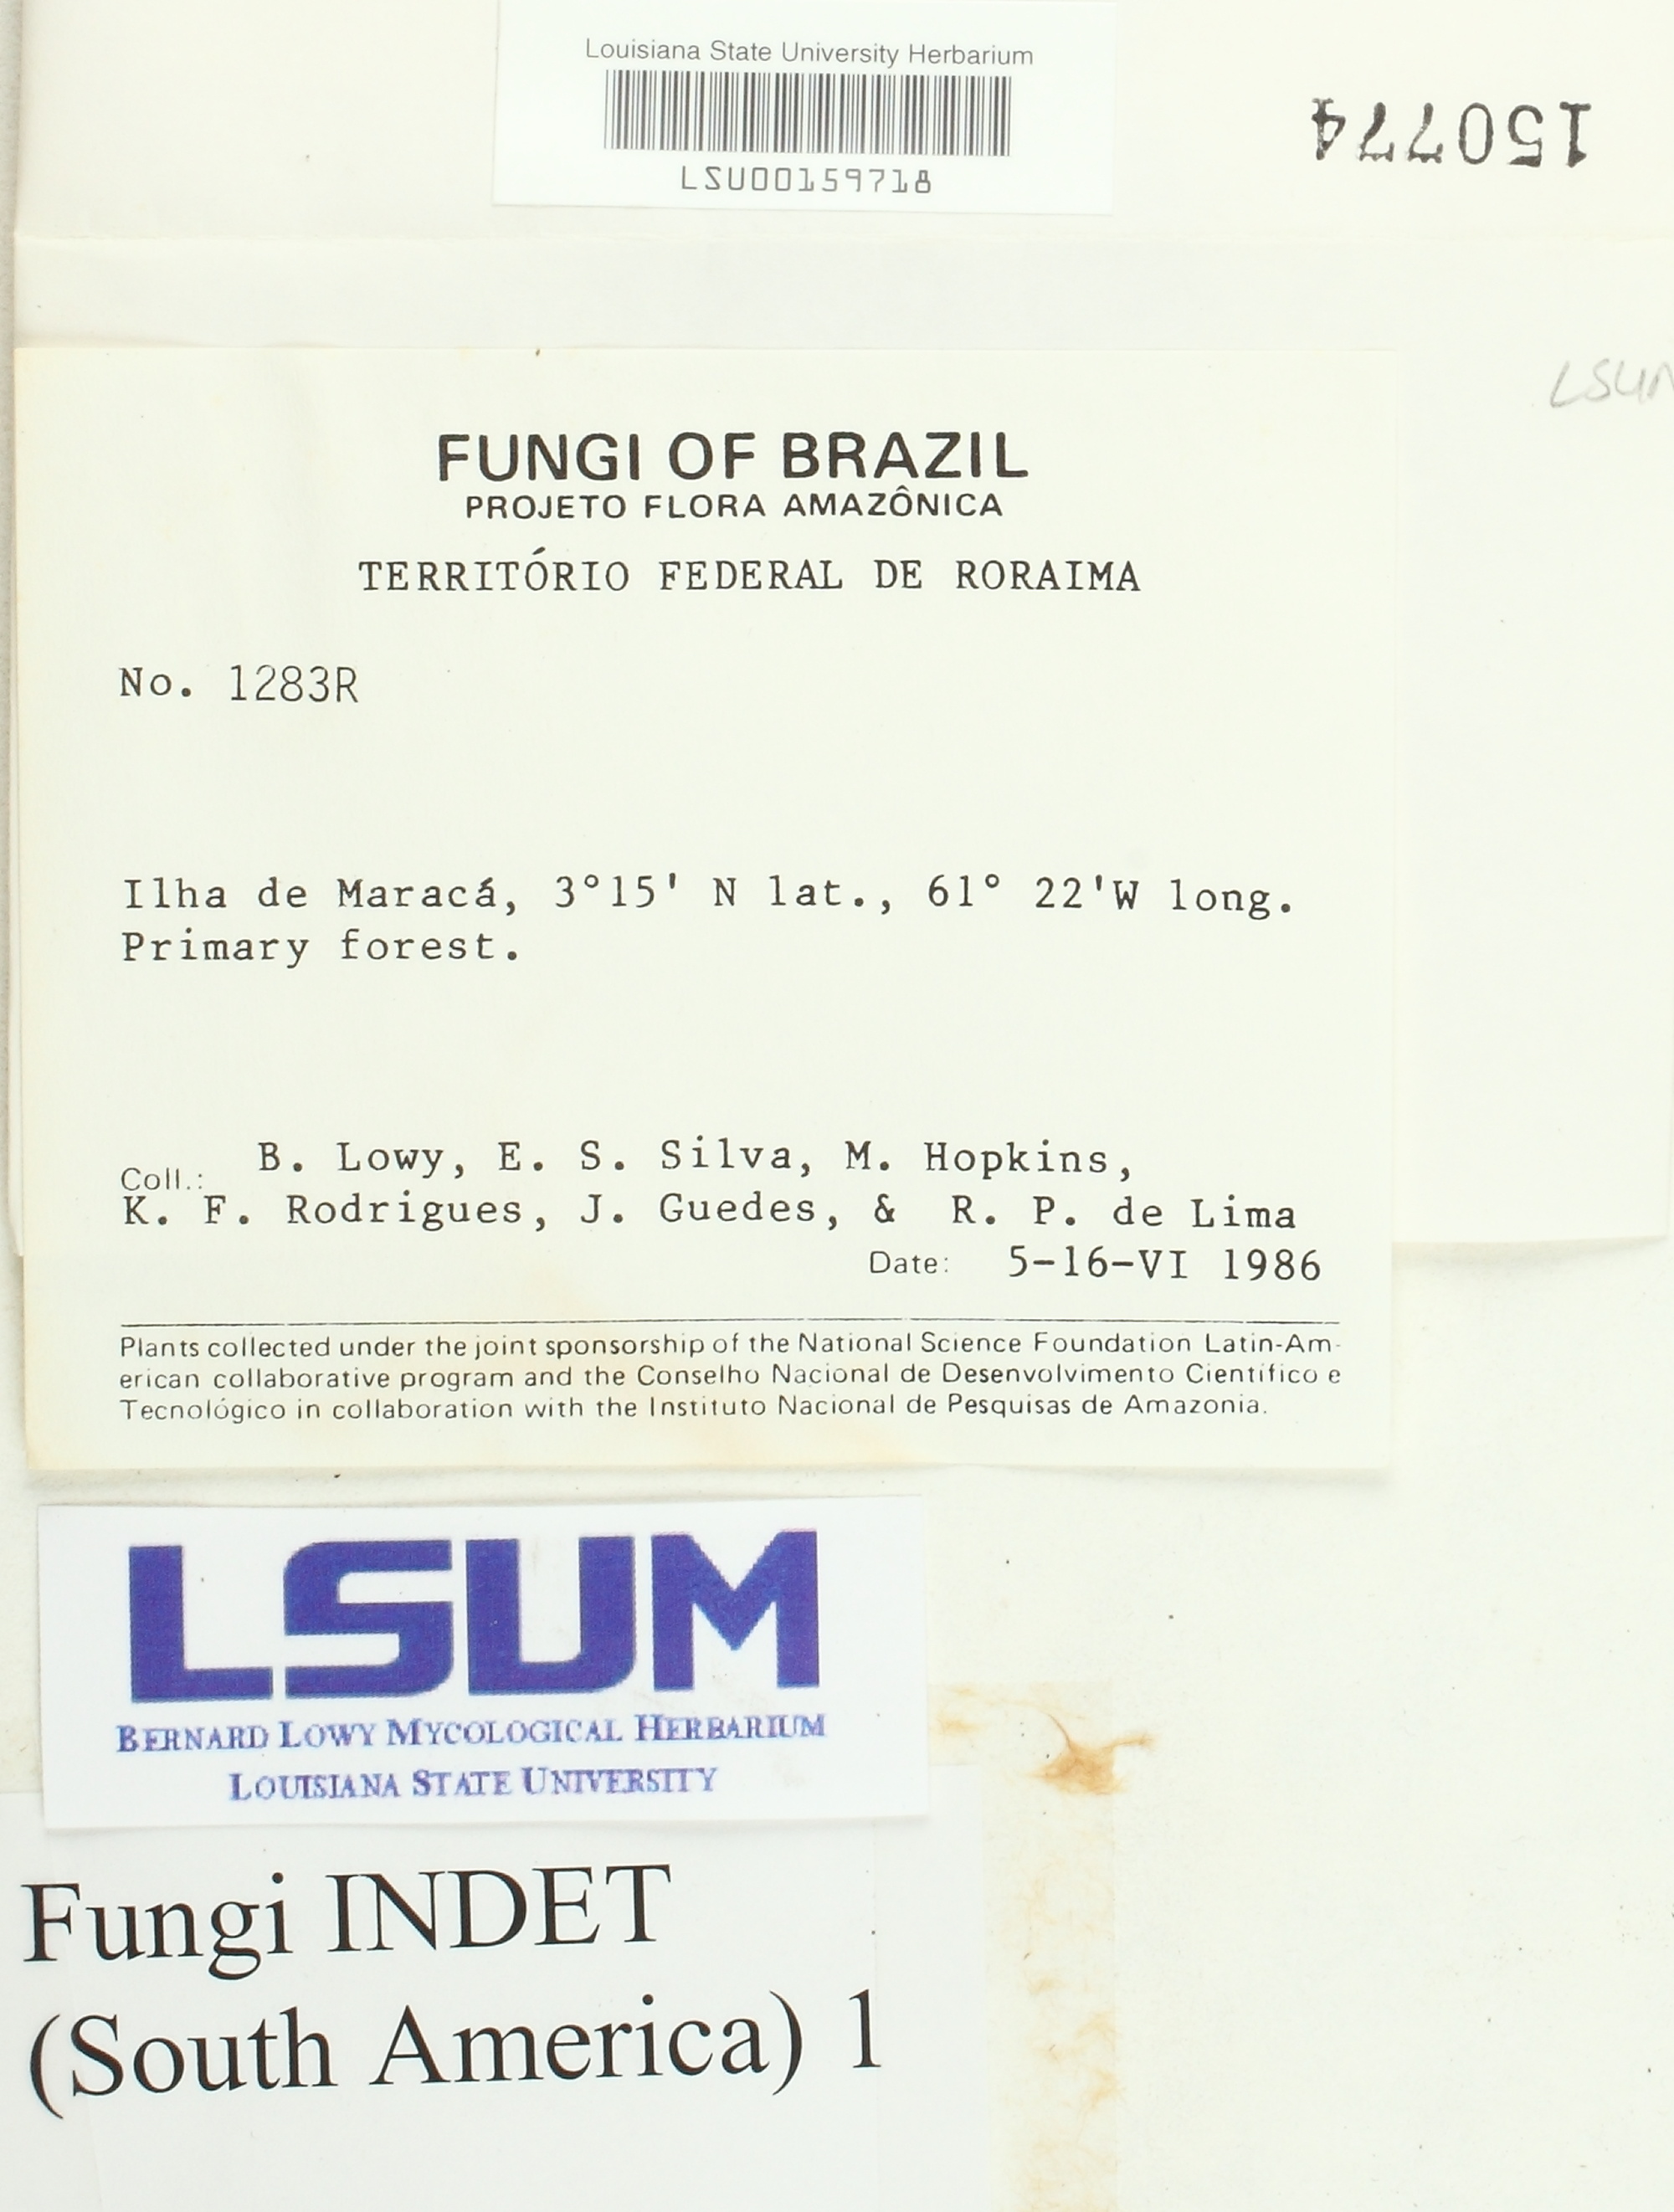 Louisiana State University Herbarium
LSU00159718
150774
FUNGI OF BRAZIL
PROJETO FLORA AMAZÔNICA
TERRITÓRIO FEDERAL DE RORAIMA
No. 1283R
Ilha de Maracá, 3°15' N lat., 61° 22'W long.
Primary forest.
Coll.: B. Lowy, E. S. Silva, M. Hopkins,
K. F. Rodrigues, J. Guedes, & R. P. de Lima
Date: 5-16-VI 1986
Plants collected under the joint sponsorship of the National Science Foundation Latin-Am-
erican collaborative program and the Conselho Nacional de Desenvolvimento Científico e
Tecnológico in collaboration with the Instituto Nacional de Pesquisas de Amazonia.
LSUM
BERNARD LOWY MYCOLOGICAL HERBARIUM
LOUISIANA STATE UNIVERSITY
Fungi INDET
(South America) 1